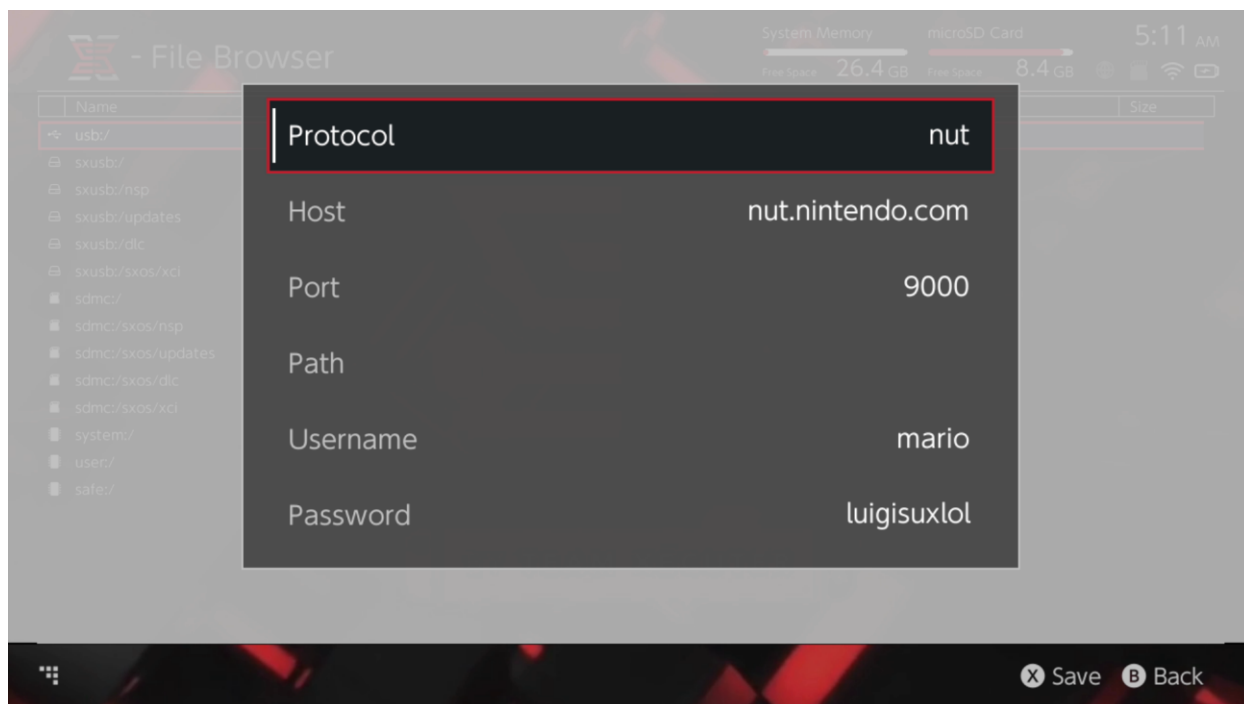 - File Browser
System Memory
Free Space 26.4 GB
microSD Card
Free Space 8.4 GB
5:11 AM
Name
Size
usb:/
sxusb:/
sxusb:/nsp
sxusb:/updates
sxusb:/dlc
sxusb:/sxos/xci
sdmc:/
sdmc:/sxos/nsp
sdmc:/sxos/updates
sdmc:/sxos/dlc
sdmc:/sxos/xci
system:/
user:/
safe:/
Protocol nut
Host nut.nintendo.com
Port 9000
Path
Username mario
Password luigisuxlol
X Save B Back